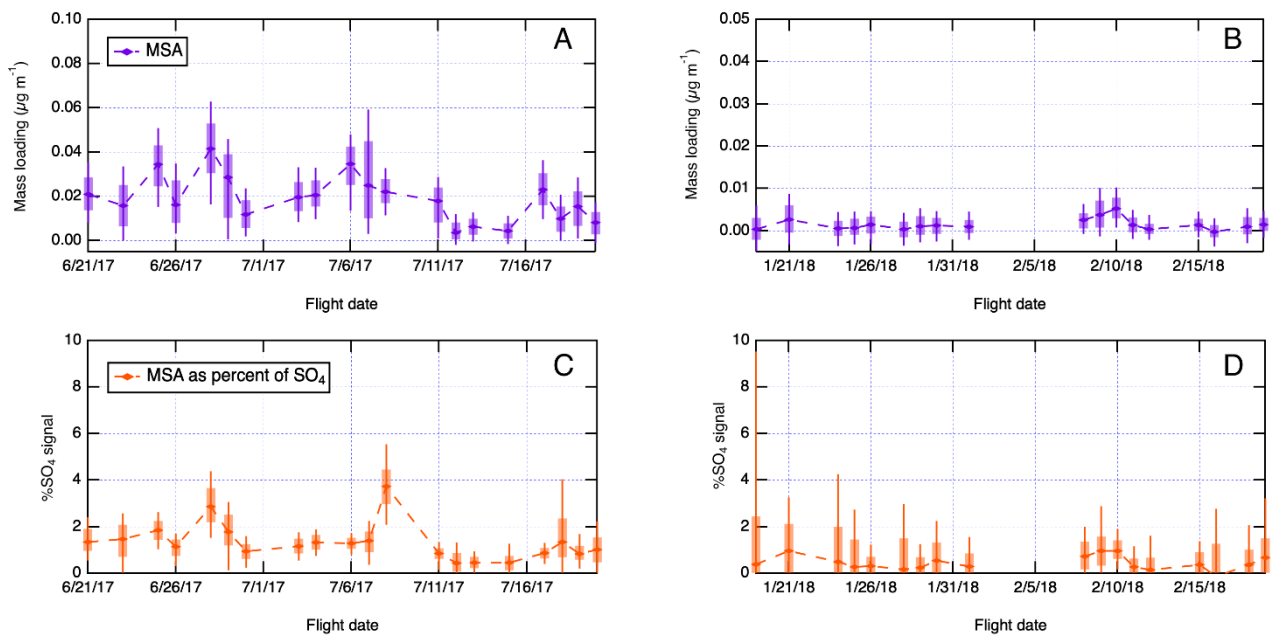 A
MSA
Mass loading (µg m⁻¹)
0.10
0.08
0.06
0.04
0.02
0.00
6/21/17 6/26/17 7/1/17 7/6/17 7/11/17 7/16/17
Flight date
B
Mass loading (µg m⁻¹)
0.05
0.04
0.03
0.02
0.01
0.00
1/21/18 1/26/18 1/31/18 2/5/18 2/10/18 2/15/18
Flight date
C
MSA as percent of SO₄
%SO₄ signal
10
8
6
4
2
0
6/21/17 6/26/17 7/1/17 7/6/17 7/11/17 7/16/17
Flight date
D
%SO₄ signal
10
8
6
4
2
0
1/21/18 1/26/18 1/31/18 2/5/18 2/10/18 2/15/18
Flight date